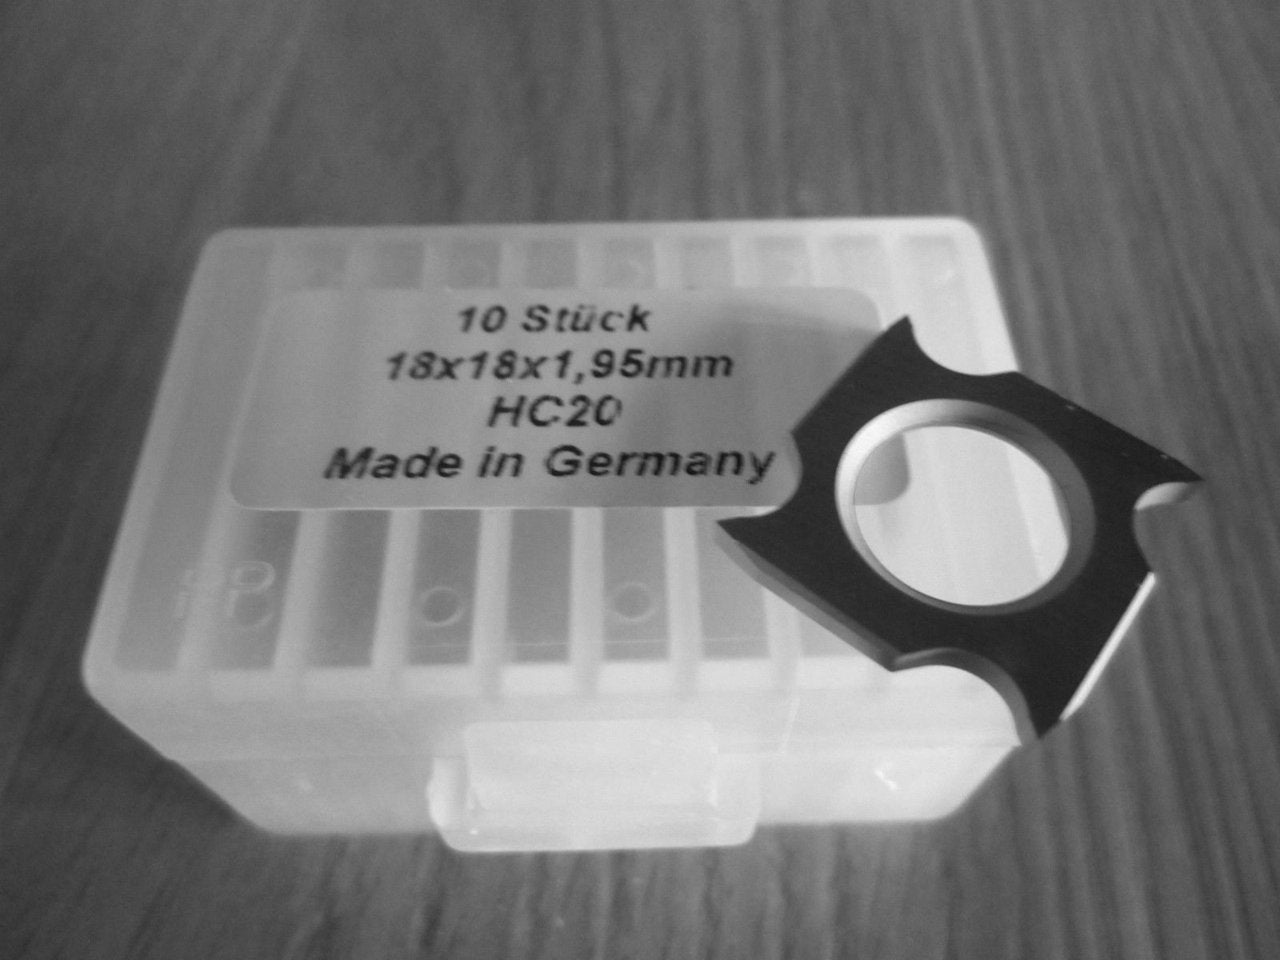 10 Stück
18x18x1,95mm
HC20
Made in Germany